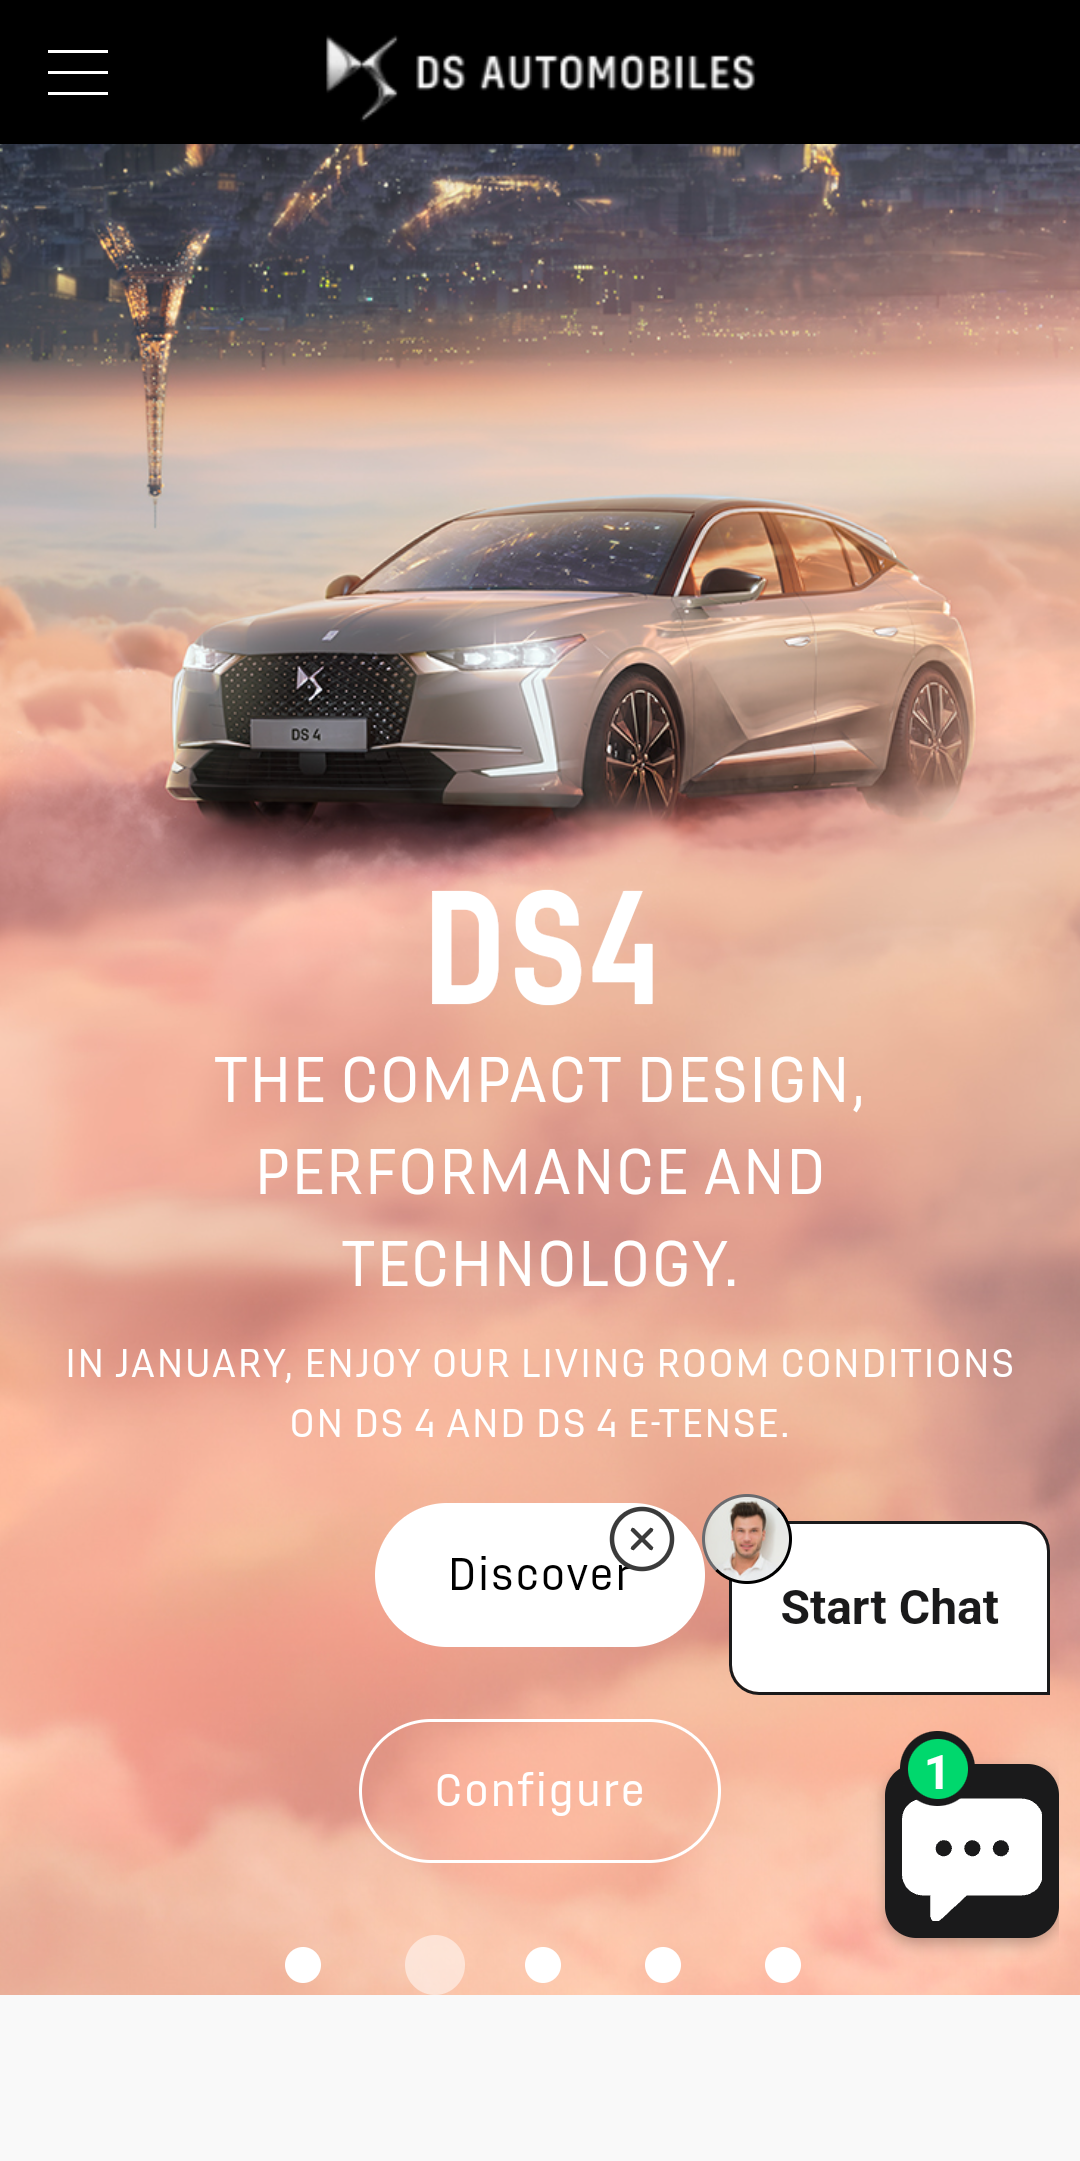 DS AUTOMOBILES
DS 4
DS4
THE COMPACT DESIGN,
PERFORMANCE AND
TECHNOLOGY.
IN JANUARY, ENJOY OUR LIVING ROOM CONDITIONS
ON DS 4 AND DS 4 E-TENSE.
Discover
Start Chat
Configure
1